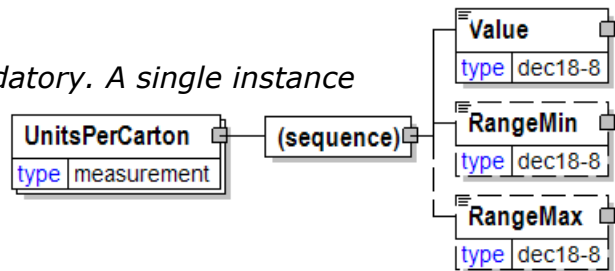 Value
type dec18-8
datory. A single instance
UnitsPerCarton
type measurement
(sequence)
RangeMin
type dec18-8
RangeMax
type dec18-8